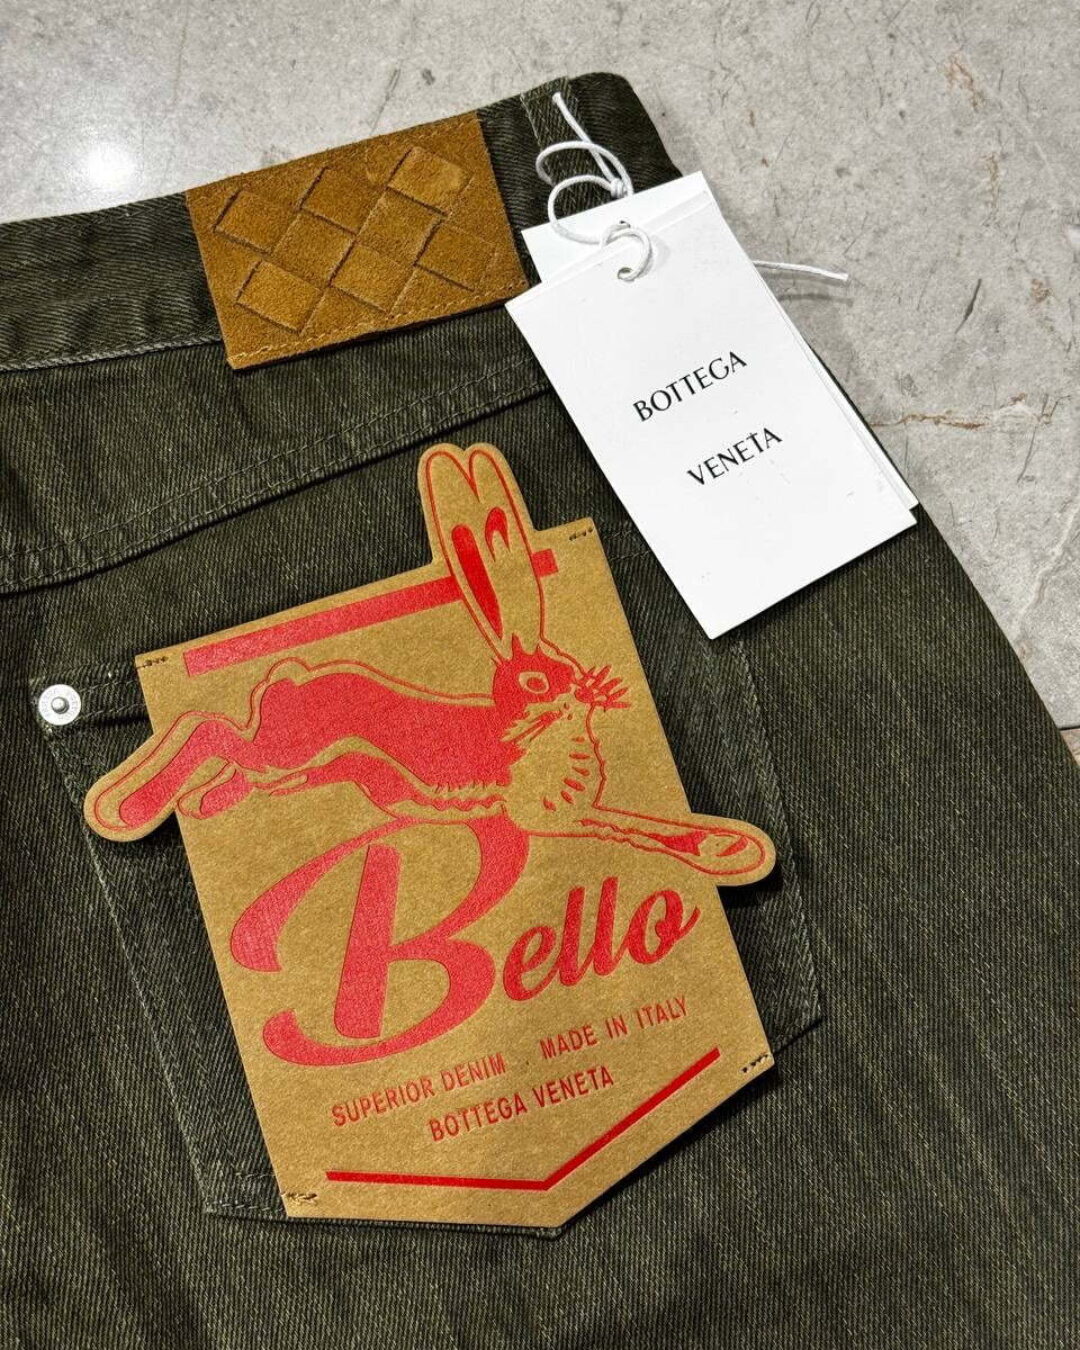 BOTTEGA
VENETA
Bello
SUPERIOR DENIM . MADE IN ITALY
BOTTEGA VENETA